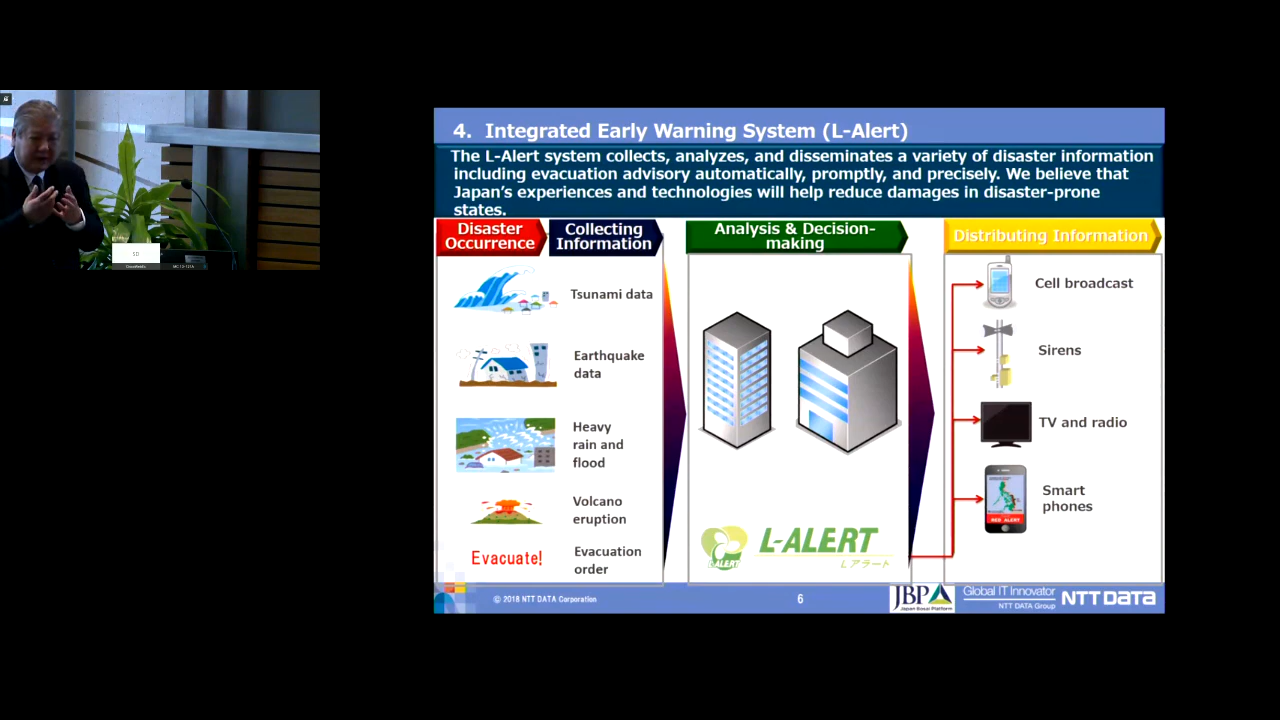 4. Integrated Early Warning System (L-Alert)
The L-Alert system collects, analyzes, and disseminates a variety of disaster information
including evacuation advisory automatically, promptly, and precisely. We believe that
Japan's experiences and technologies will help reduce damages in disaster-prone
states.
Disaster
Occurrence
Collecting
Information
Analysis & Decision-
making
Distributing Information
Tsunami data
Earthquake
data
Heavy
rain and
flood
Volcano
eruption
Evacuate!
Evacuation
order
L-ALERT
L-ALERT
Lアラート
Cell broadcast
Sirens
TV and radio
Smart
phones
RED ALERT
© 2018 NTT DATA Corporation
6
JBP
Japan Bosai Platform
Global IT Innovator
NTT DATA Group
NTT DATA